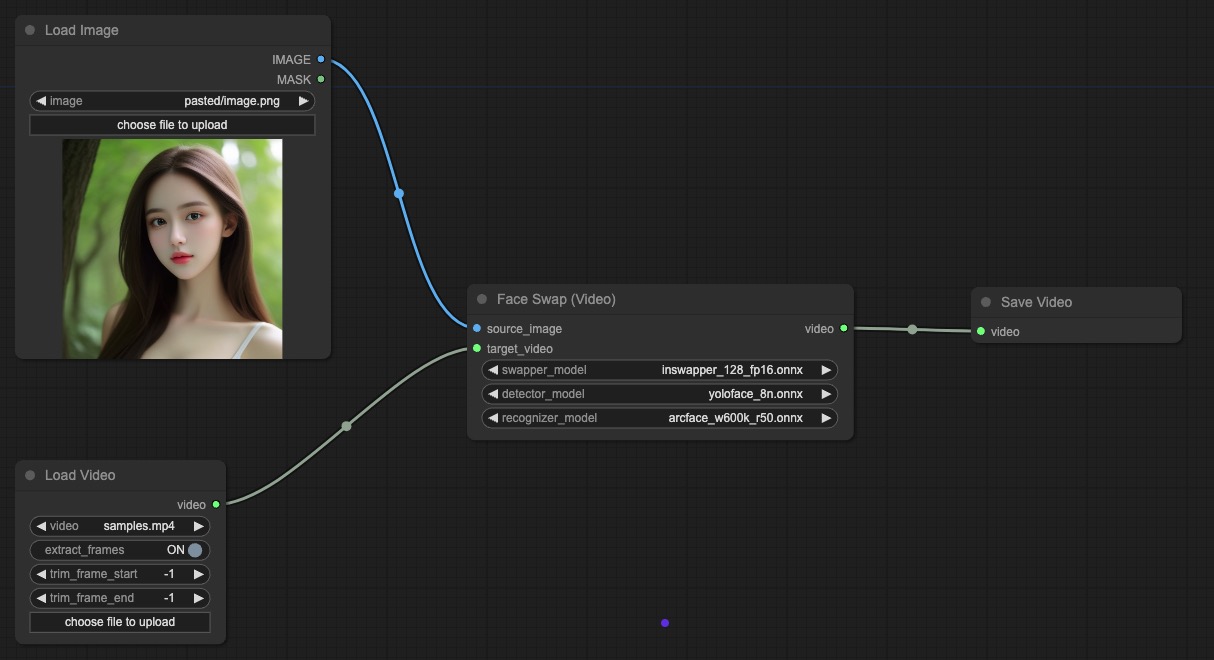 Load Image
IMAGE
MASK
image pasted/image.png
choose file to upload
Face Swap (Video)
source_image video
target_video
swapper_model inswapper_128_fp16.onnx
detector_model yoloface_8n.onnx
recognizer_model arcface_w600k_r50.onnx
Save Video
video
Load Video
video
video samples.mp4
extract_frames ON
trim_frame_start -1
trim_frame_end -1
choose file to upload